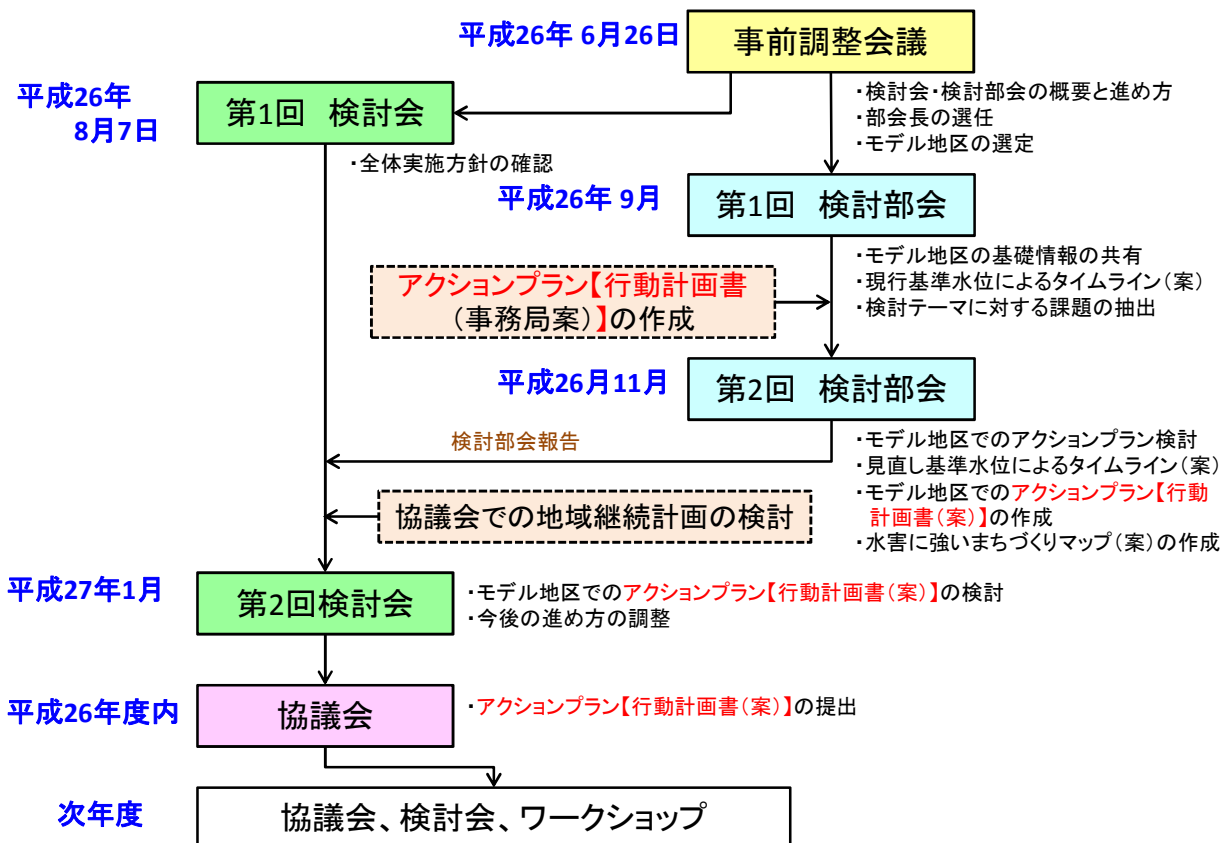 平成26年 6月26日
事前調整会議
平成26年
8月7日
第1回 検討会
・検討会・検討部会の概要と進め方
・部会長の選任
・モデル地区の選定
・全体実施方針の確認
平成26年 9月
第1回 検討部会
・モデル地区の基礎情報の共有
・現行基準水位によるタイムライン(案)
・検討テーマに対する課題の抽出
アクションプラン【行動計画書
(事務局案)】の作成
平成26月11月
第2回 検討部会
検討部会報告
・モデル地区でのアクションプラン検討
・見直し基準水位によるタイムライン(案)
・モデル地区でのアクションプラン【行動
計画書(案)】の作成
・水害に強いまちづくりマップ(案)の作成
協議会での地域継続計画の検討
平成27年1月
第2回検討会
・モデル地区でのアクションプラン【行動計画書(案)】の検討
・今後の進め方の調整
平成26年度内
協議会
・アクションプラン【行動計画書(案)】の提出
次年度
協議会、検討会、ワークショップ